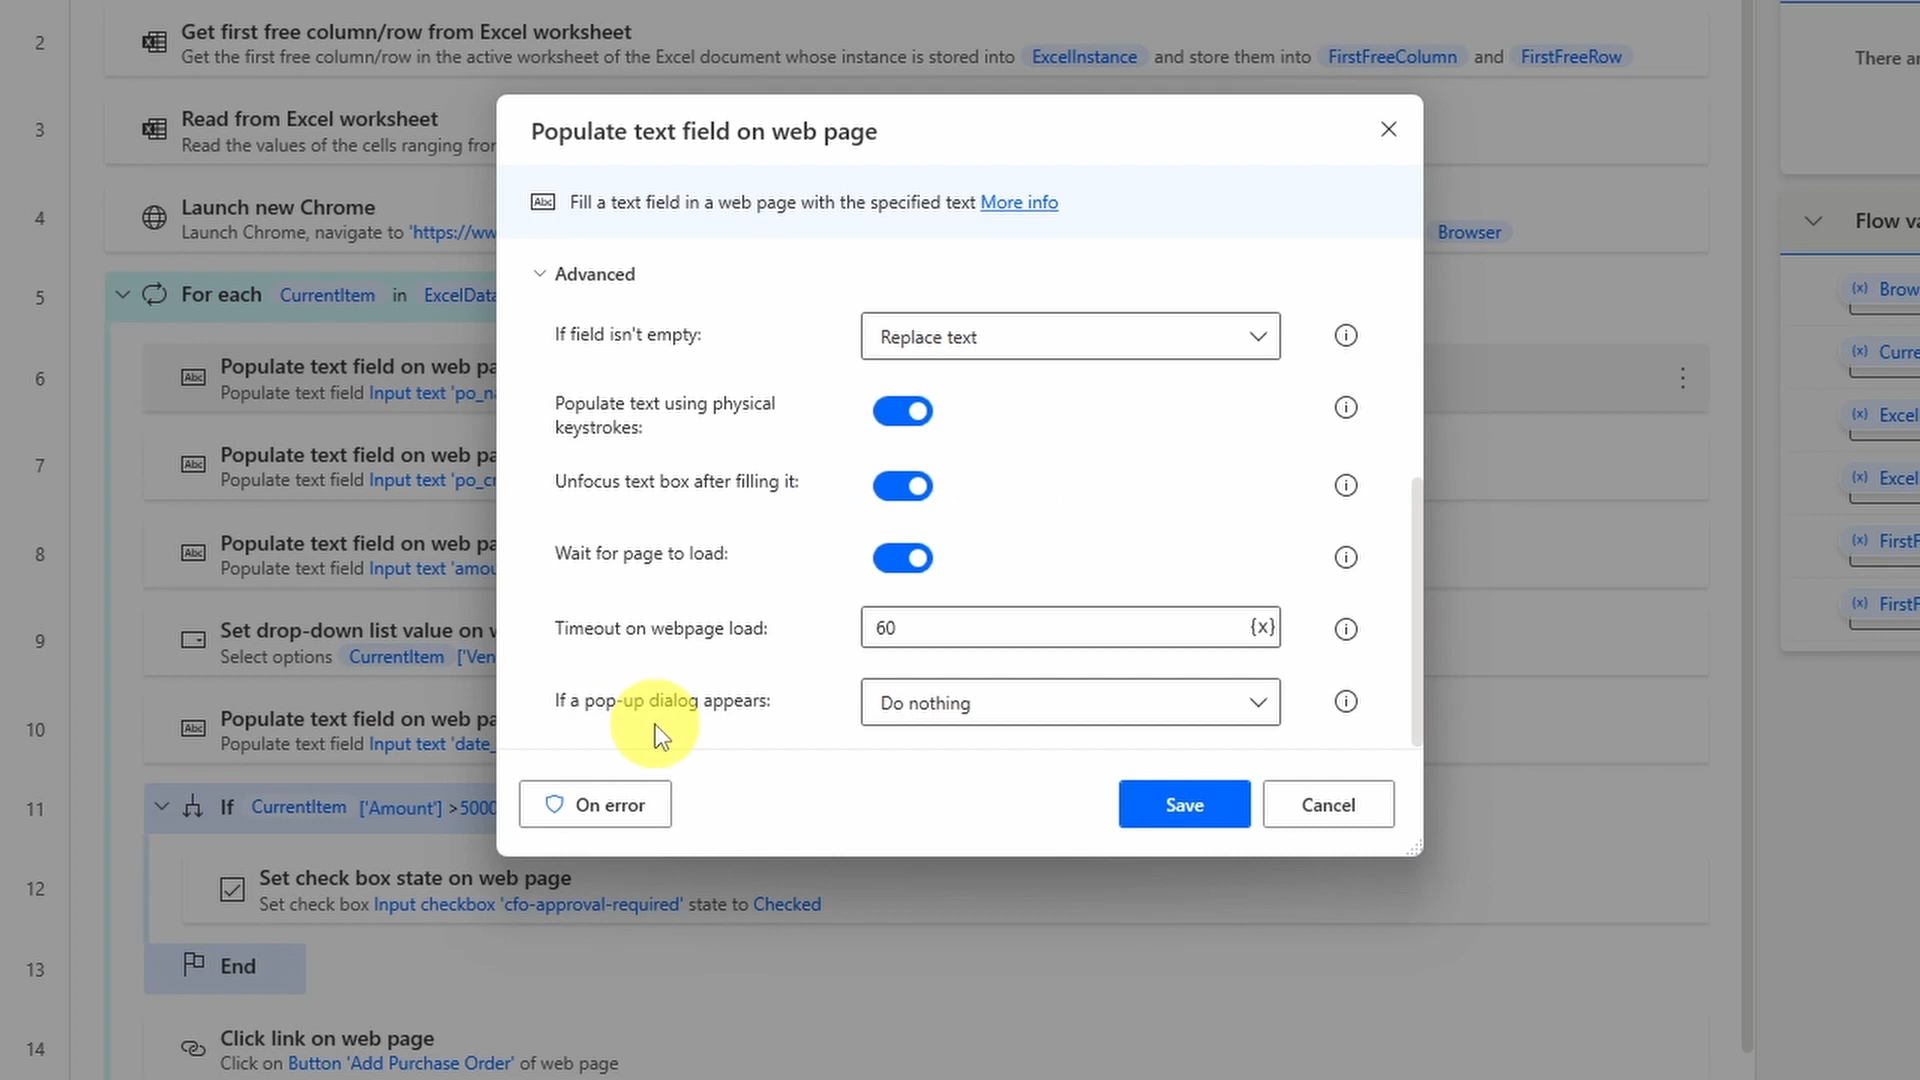 2
Get first free column/row from Excel worksheet
Get the first free column/row in the active worksheet of the Excel document whose instance is stored into ExcelInstance and store them into FirstFreeColumn and FirstFreeRow
There ar
3
Read from Excel worksheet
Read the values of the cells ranging fror
4
Launch new Chrome
Launch Chrome, navigate to 'https://ww
Browser
5
For each CurrentItem in ExcelData
6
Populate text field on web pa
Populate text field Input text 'po_na
7
Populate text field on web pa
Populate text field Input text 'po_cr
8
Populate text field on web pa
Populate text field Input text 'amou
9
Set drop-down list value on w
Select options CurrentItem ['Ven
10
Populate text field on web pa
Populate text field Input text 'date_
11
If CurrentItem ['Amount'] >5000
12
Set check box state on web page
Set check box Input checkbox 'cfo-approval-required' state to Checked
13
End
14
Click link on web page
Click on Button 'Add Purchase Order' of web page
Populate text field on web page
Abc Fill a text field in a web page with the specified text More info
Advanced
If field isn't empty:
Replace text
Populate text using physical
keystrokes:
Unfocus text box after filling it:
Wait for page to load:
Timeout on webpage load:
60 {x}
If a pop-up dialog appears:
Do nothing
On error
Save
Cancel
Flow va
(x) Brow
(x) Curre
(x) Excel
(x) Excel
(x) FirstF
(x) FirstF